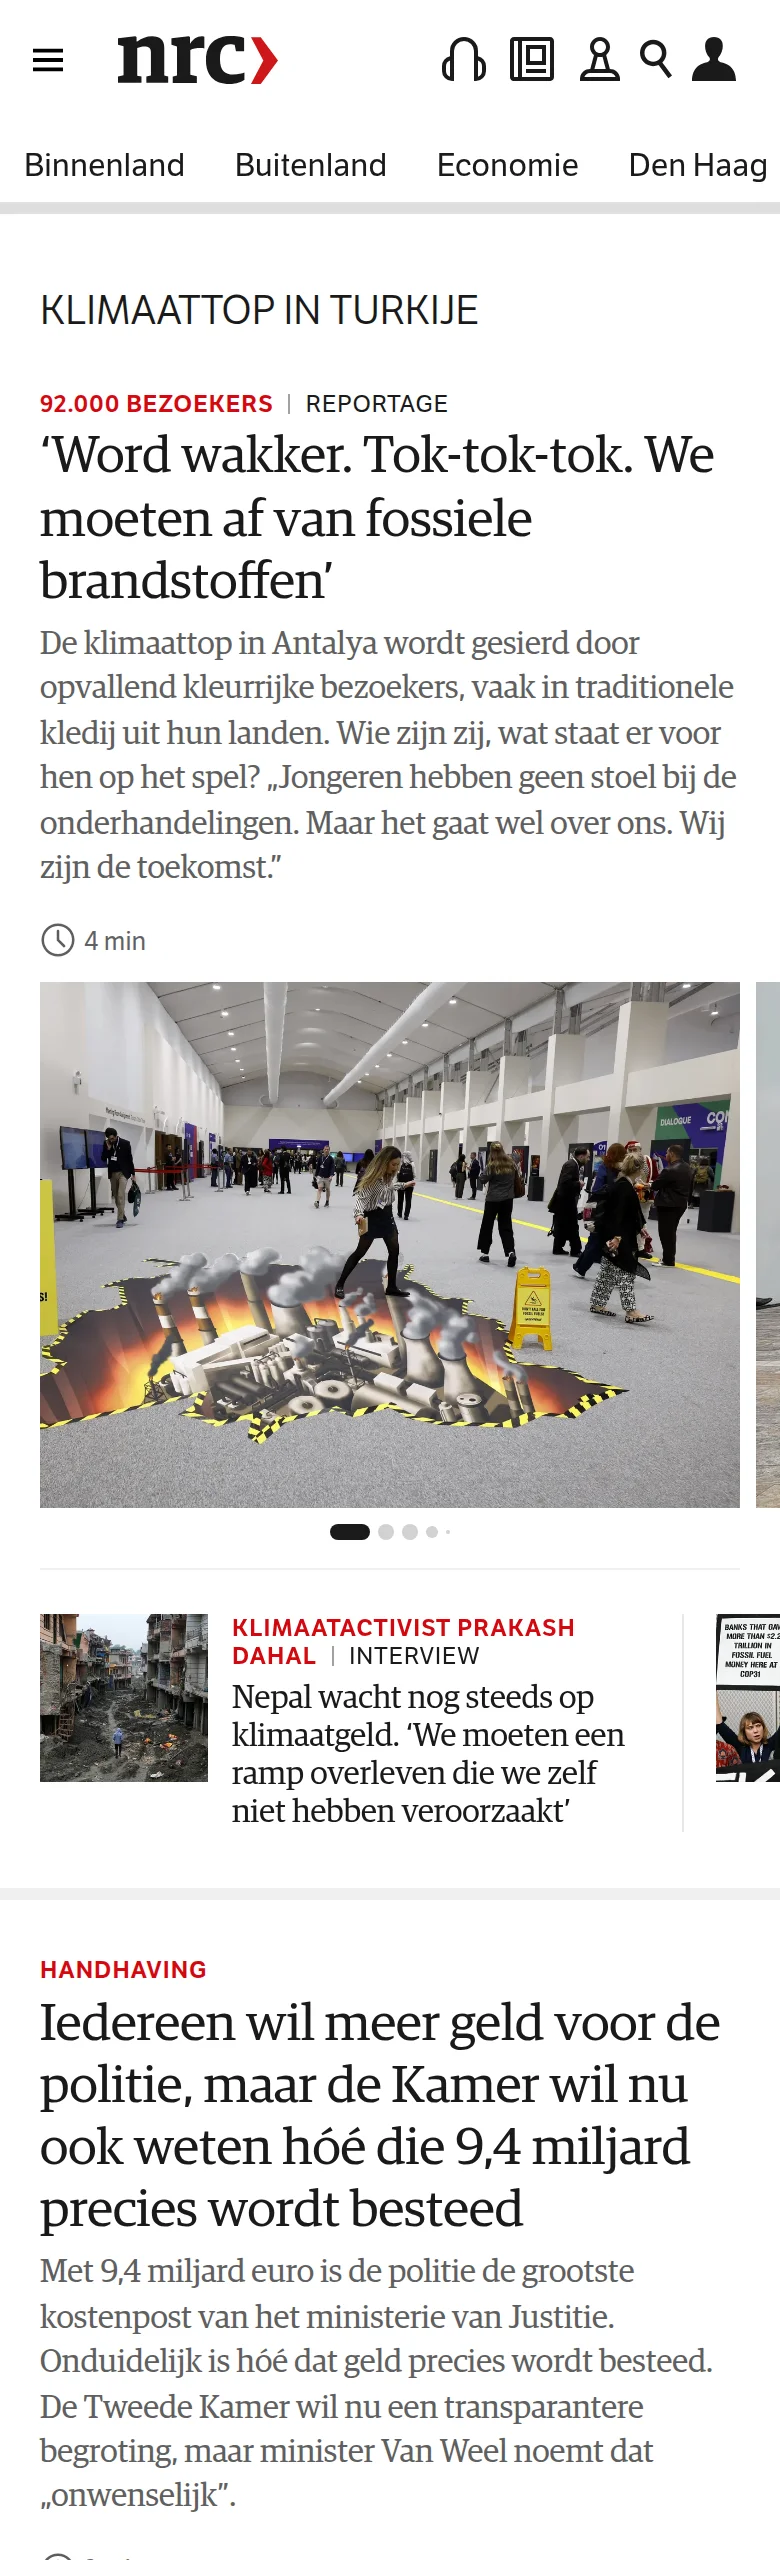 nrc
Binnenland Buitenland Economie Den Haag
KLIMAATTOP IN TURKIJE
92.000 BEZOEKERS | REPORTAGE
‘Word wakker. Tok-tok-tok. We
moeten af van fossiele
brandstoffen’
De klimaattop in Antalya wordt gesierd door
opvallend kleurrijke bezoekers, vaak in traditionele
kledij uit hun landen. Wie zijn zij, wat staat er voor
hen op het spel? „Jongeren hebben geen stoel bij de
onderhandelingen. Maar het gaat wel over ons. Wij
zijn de toekomst.”
4 min
DIALOGUE
S!
KLIMAATACTIVIST PRAKASH
DAHAL | INTERVIEW
Nepal wacht nog steeds op
klimaatgeld. ‘We moeten een
ramp overleven die we zelf
niet hebben veroorzaakt’
BANKS THAT GAV
MORE THAN $2.2
TRILLION IN
FOSSIL FUEL
MONEY HERE AT
COP31
HANDHAVING
Iedereen wil meer geld voor de
politie, maar de Kamer wil nu
ook weten hóé die 9,4 miljard
precies wordt besteed
Met 9,4 miljard euro is de politie de grootste
kostenpost van het ministerie van Justitie.
Onduidelijk is hóé dat geld precies wordt besteed.
De Tweede Kamer wil nu een transparantere
begroting, maar minister Van Weel noemt dat
„onwenselijk”.